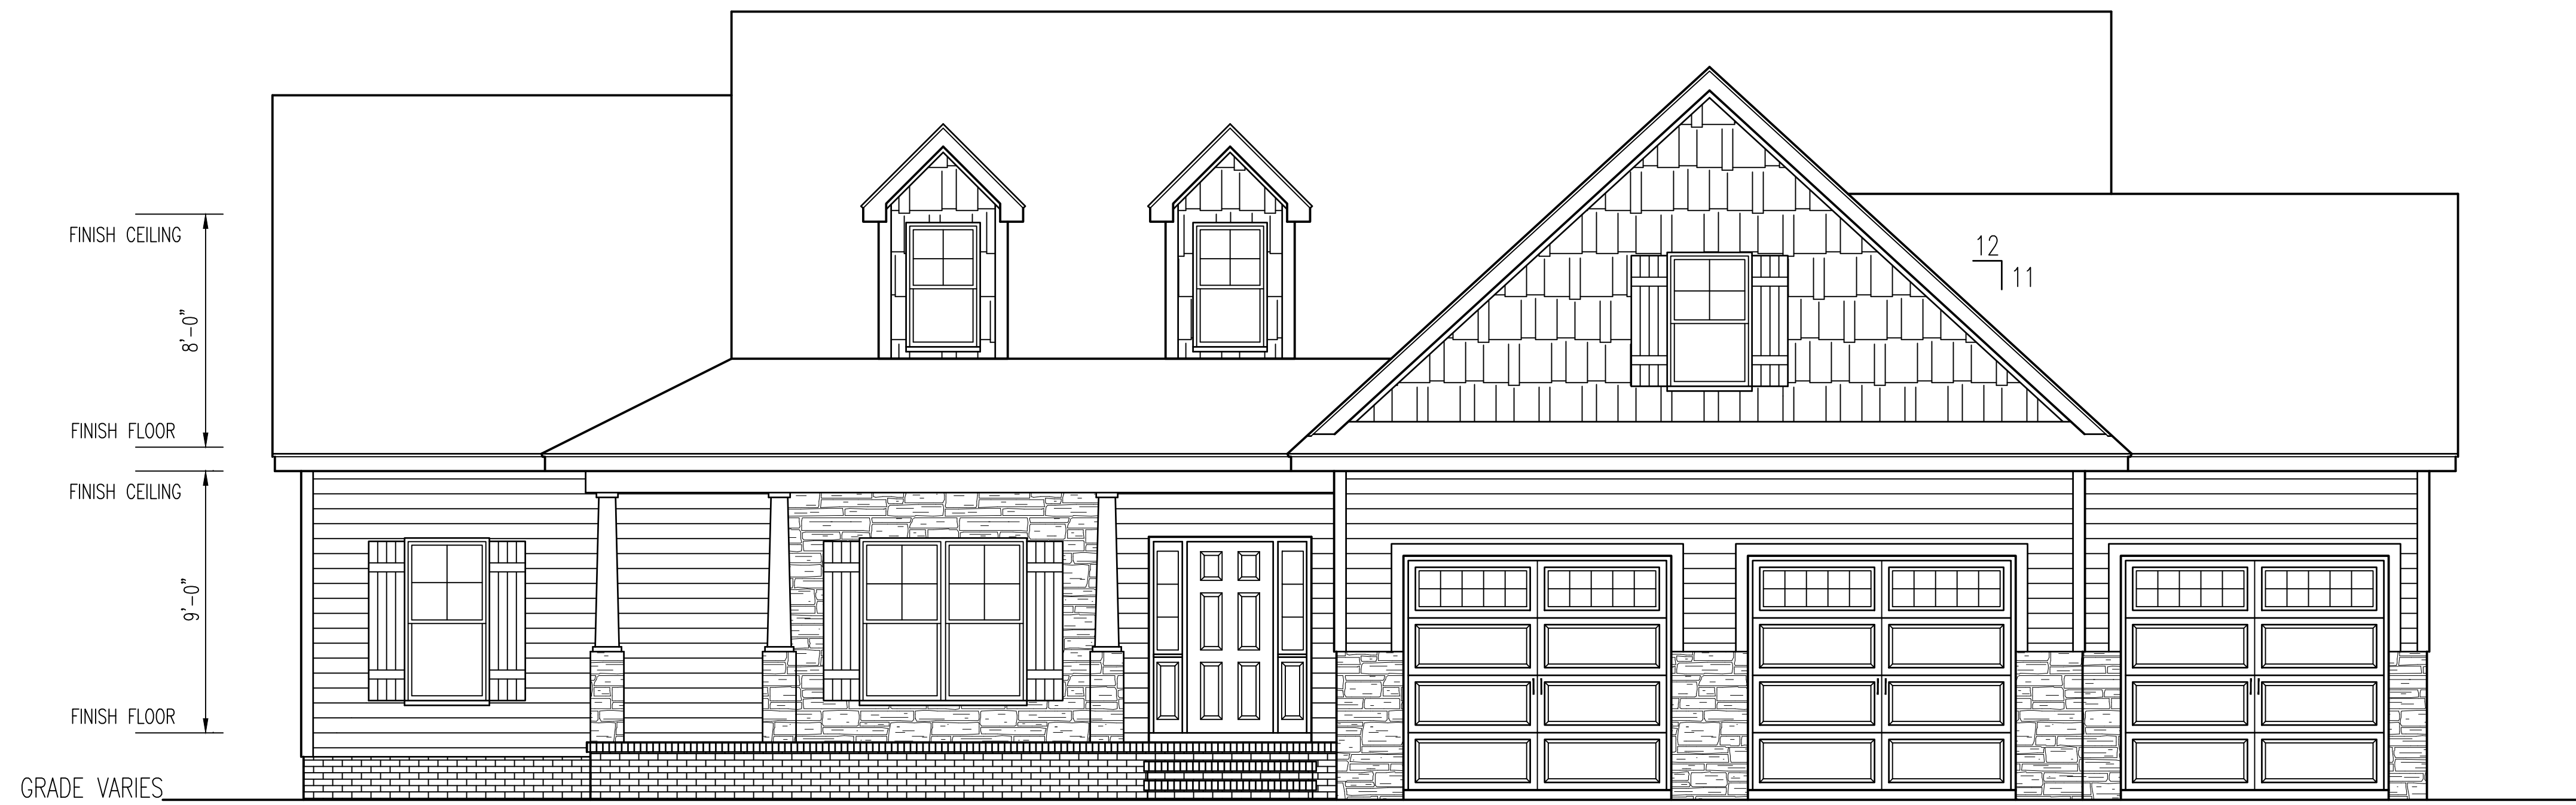 FINISH CEILING
12
11
8'-0"
FINISH FLOOR
FINISH CEILING
9'-0"
FINISH FLOOR
GRADE VARIES